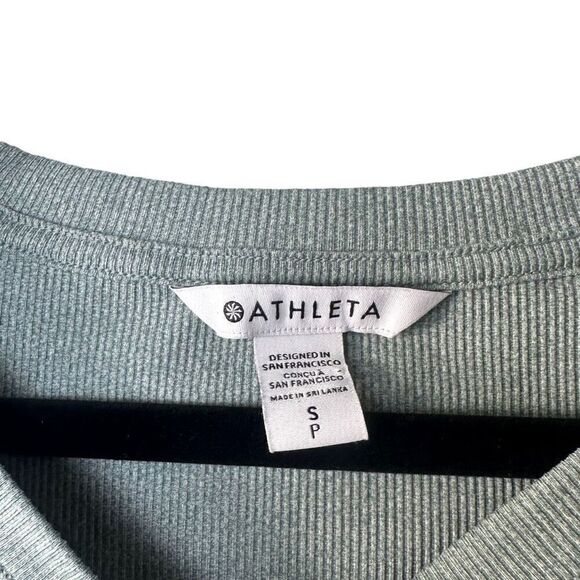 ATHLETA
DESIGNED IN
SAN FRANCISCO
CONÇU À
SAN FRANCISCO
MADE IN SRI LANKA
S
P